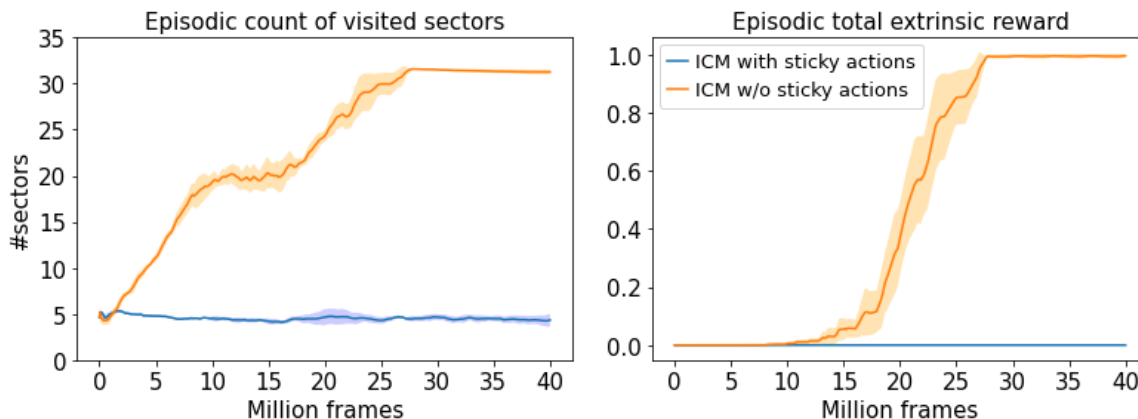 Episodic count of visited sectors
35
30
25
20
15
10
5
0
#sectors
0 5 10 15 20 25 30 35 40
Million frames
Episodic total extrinsic reward
ICM with sticky actions
ICM w/o sticky actions
1.0
0.8
0.6
0.4
0.2
0.0
0 5 10 15 20 25 30 35 40
Million frames